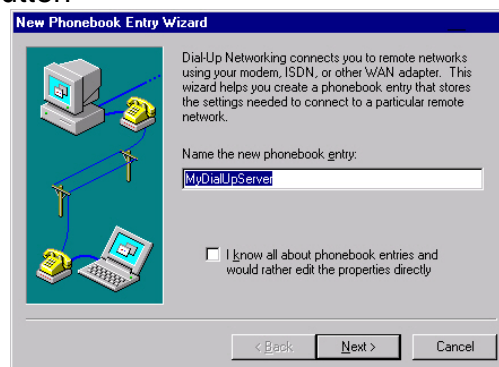 New Phonebook Entry Wizard
Dial-Up Networking connects you to remote networks
using your modem, ISDN, or other WAN adapter. This
wizard helps you create a phonebook entry that stores
the settings needed to connect to a particular remote
network.
Name the new phonebook entry:
MyDialUpServer
I know all about phonebook entries and
would rather edit the properties directly
< Back
Next >
Cancel